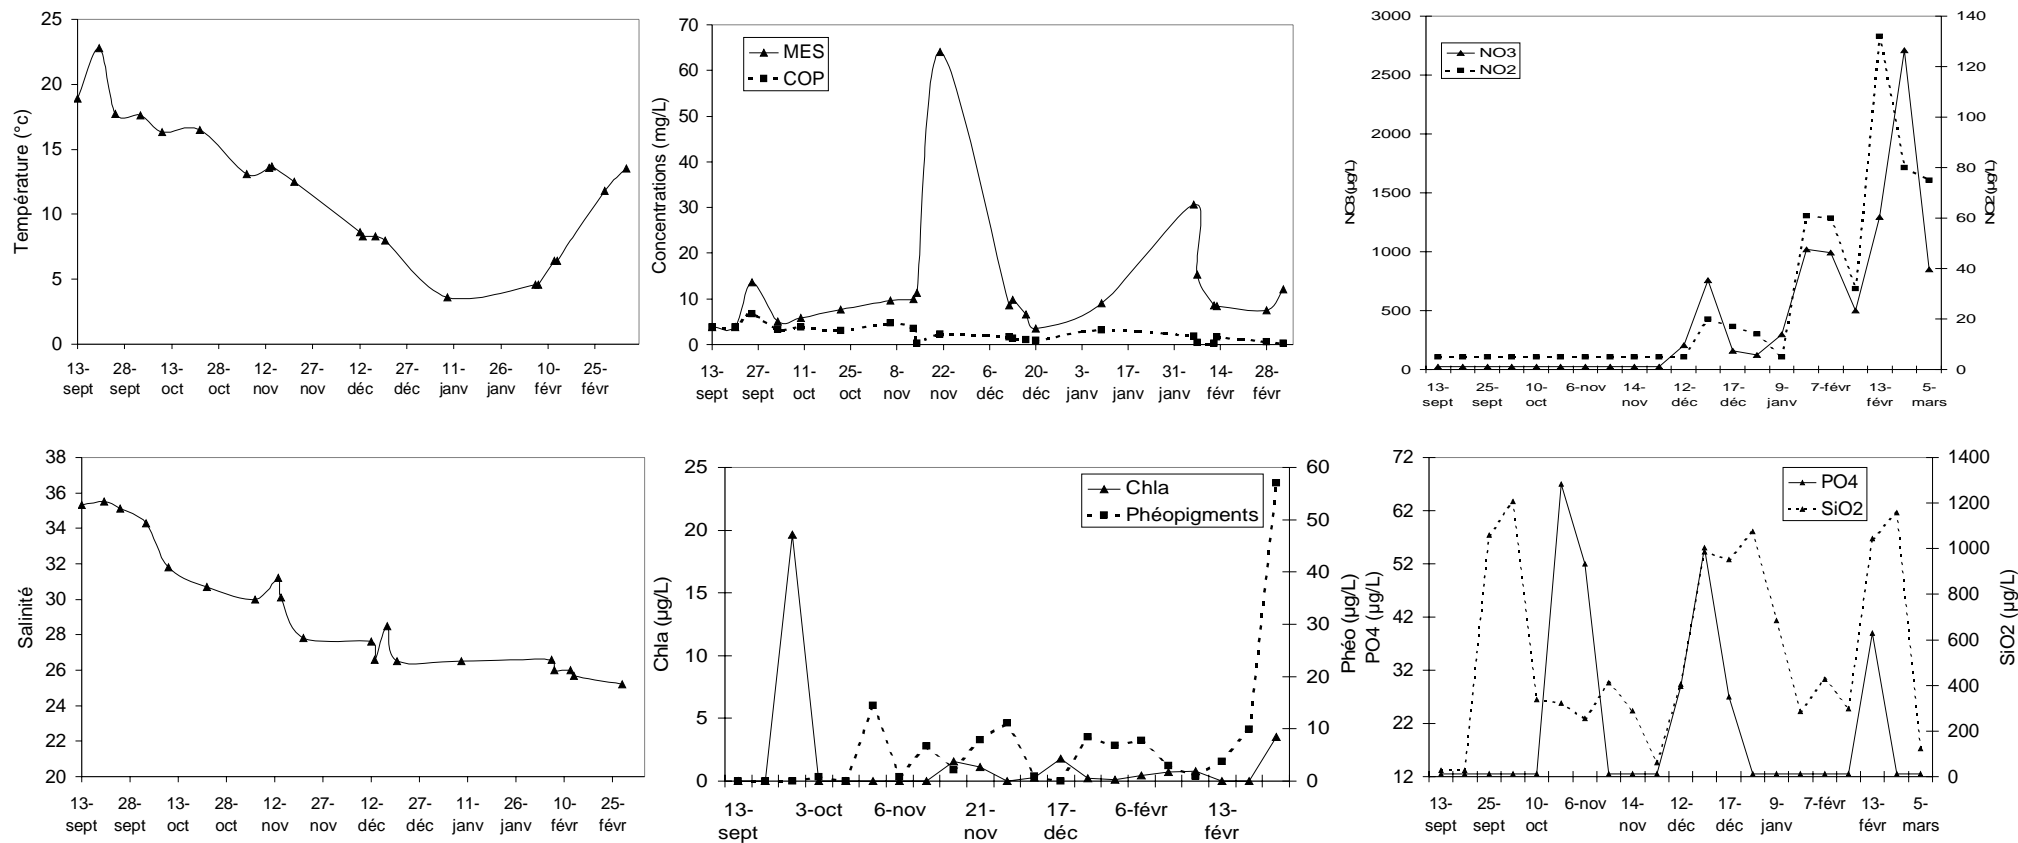 Température (°c)
25
20
15
10
5
0
13- 28- 13- 28- 12- 27- 12- 27- 11- 26- 10- 25-
sept sept oct oct nov nov déc déc janv janv févr févr
Concentrations (mg/L)
70
60
50
40
30
20
10
0
MES
COP
13- 27- 11- 25- 8- 22- 6- 20- 3- 17- 31- 14- 28-
sept sept oct oct nov nov déc déc janv janv janv févr févr
NO3 (µg/L)
3000
2500
2000
1500
1000
500
0
NO3
NO2
140
120
100
80
60
40
20
0
NO2 (µg/L)
13- 25- 10- 6-nov 14- 12- 17- 9- 7-févr 13- 5-
sept sept oct nov déc déc janv févr mars
Salinité
38
36
34
32
30
28
26
24
22
20
13- 28- 13- 28- 12- 27- 12- 27- 11- 26- 10- 25-
sept sept oct oct nov nov déc déc janv janv févr févr
Chla (µg/L)
25
20
15
10
5
0
Chla
Phéopigments
60
50
40
30
20
10
0
Phéo (µg/L)
13- 3-oct 6-nov 21- 17- 6-févr 13-
sept nov déc févr
PO4 (µg/L)
72
62
52
42
32
22
12
PO4
SiO2
1400
1200
1000
800
600
400
200
0
SiO2 (µg/L)
13- 25- 10- 6-nov 14- 12- 17- 9- 7-févr 13- 5-
sept sept oct nov déc déc janv févr mars